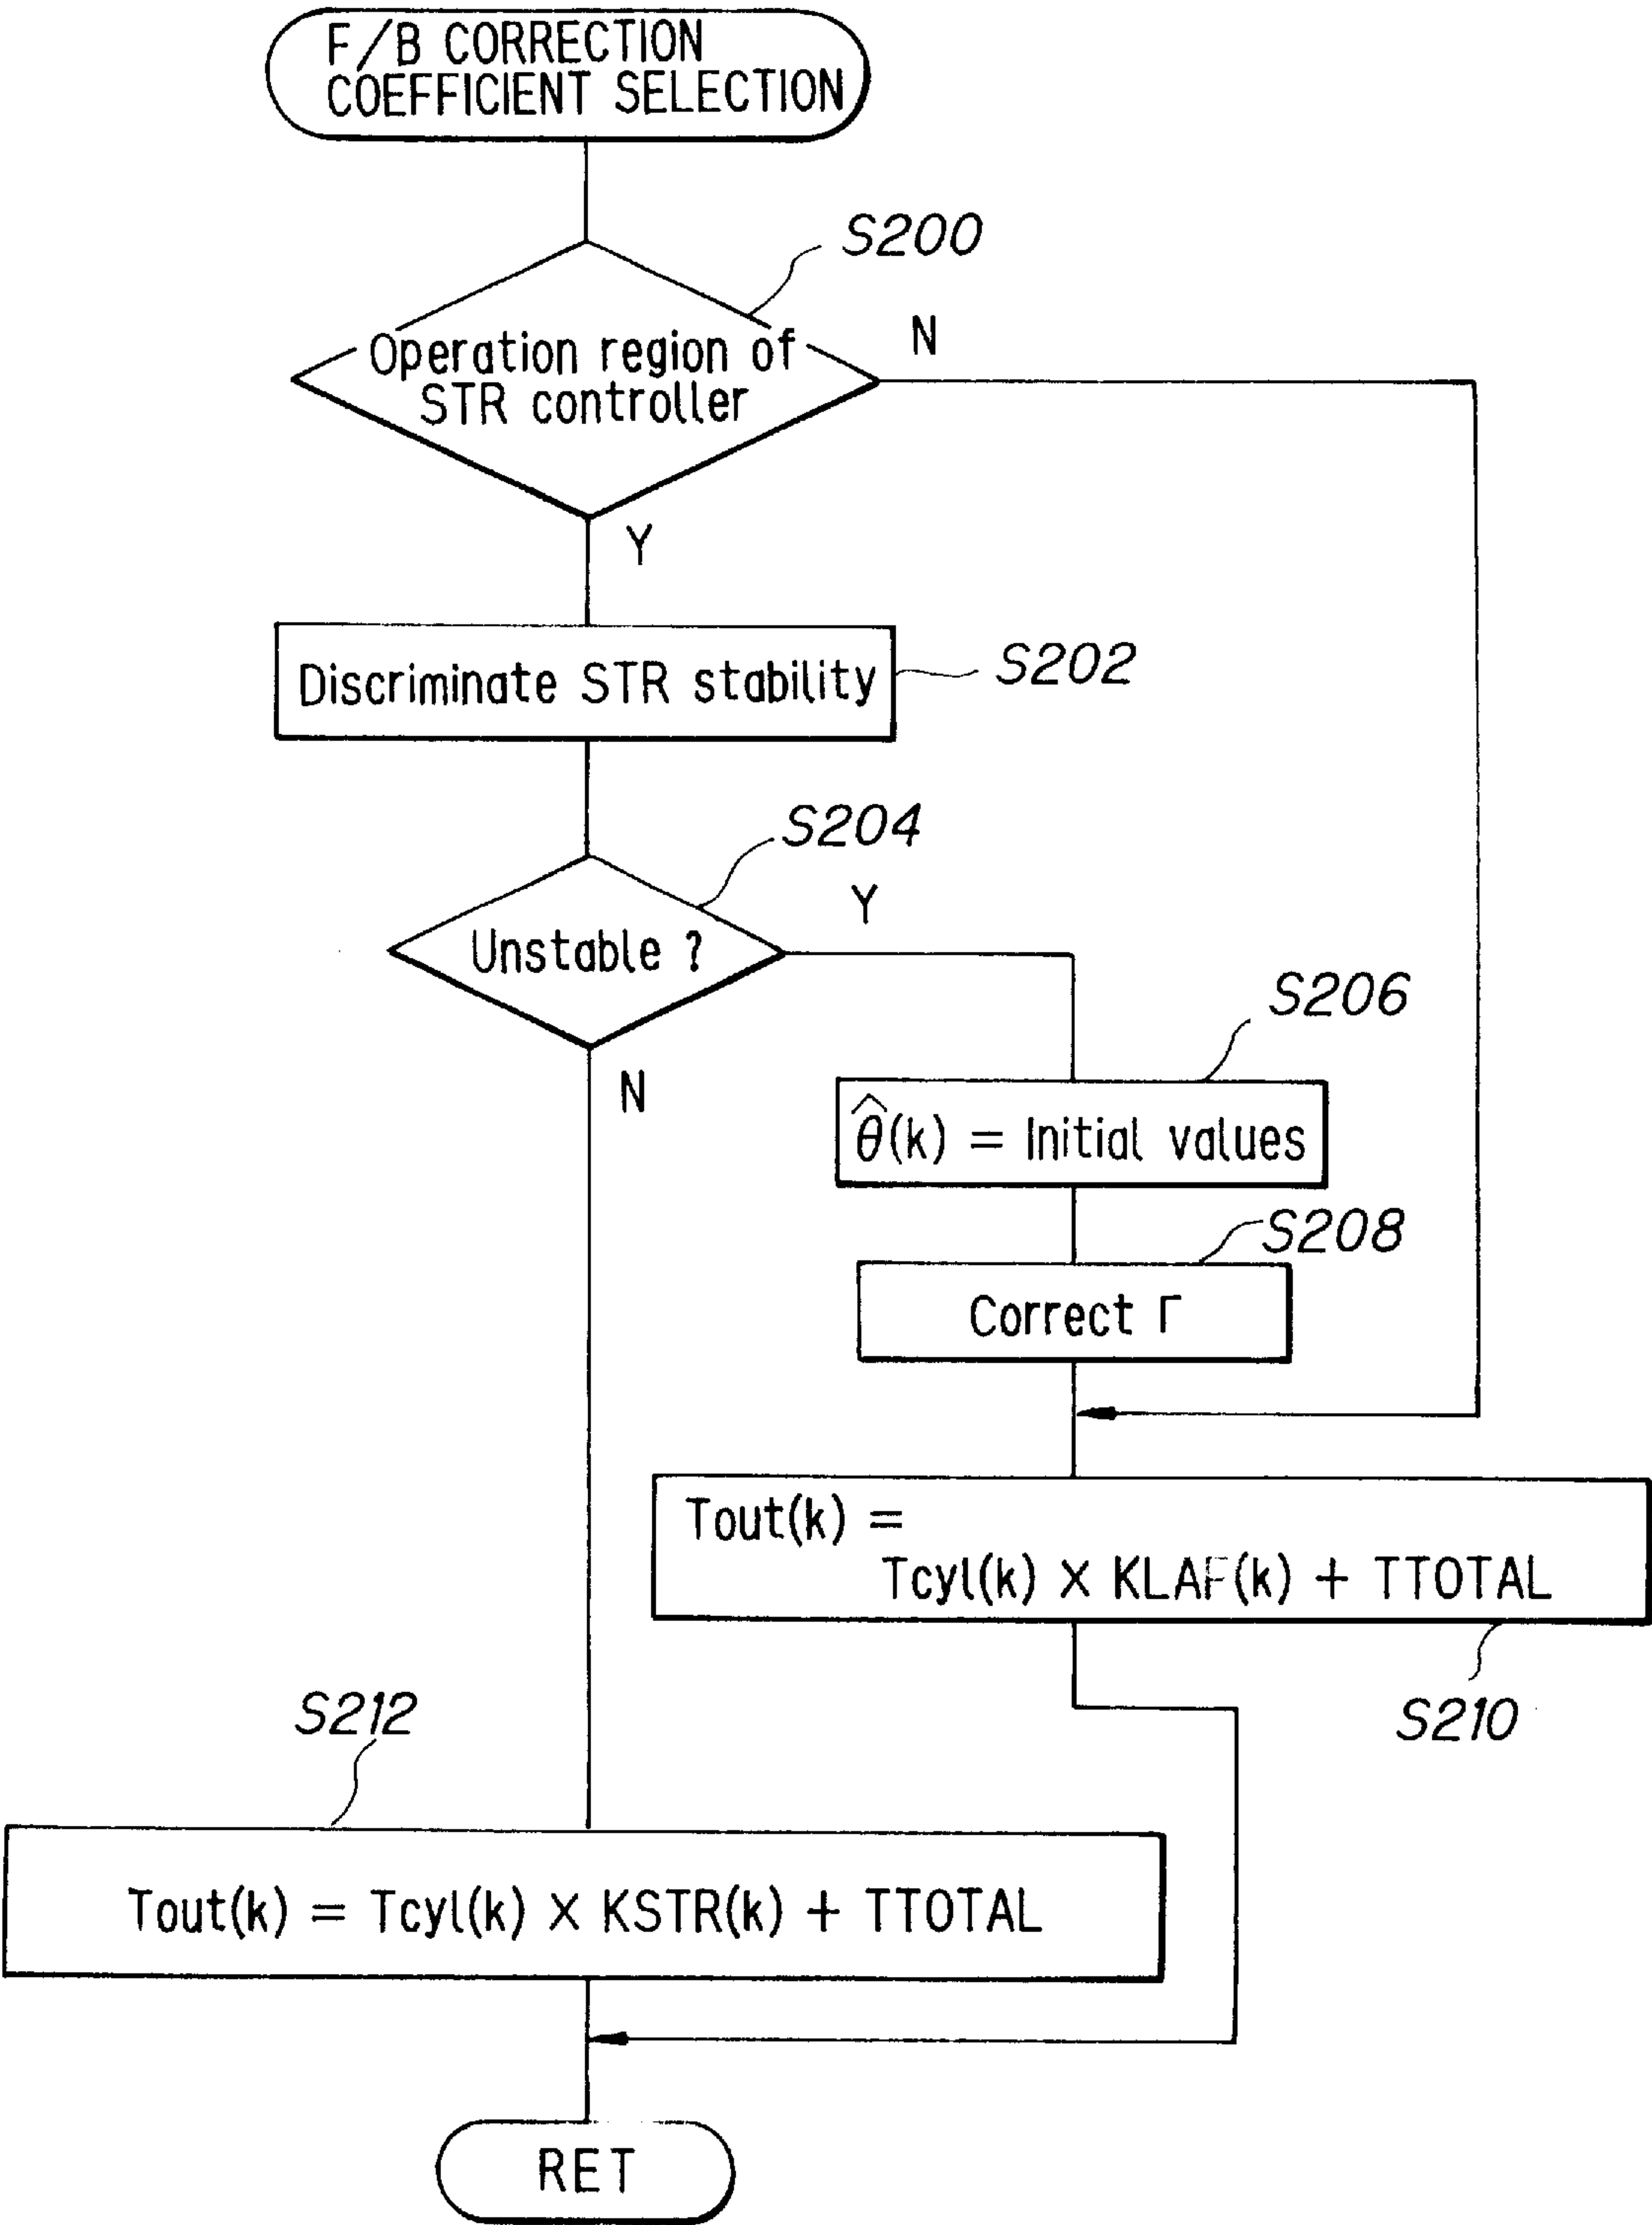 F/B CORRECTION
COEFFICIENT SELECTION
S200
Operation region of
STR controller
N
Y
Discriminate STR stability
S202
S204
Unstable ?
Y
N
S206
θ̂(k) = Initial values
S208
Correct Γ
Tout(k) =
Tcyl(k) × KLAF(k) + TTOTAL
S210
S212
Tout(k) = Tcyl(k) × KSTR(k) + TTOTAL
RET